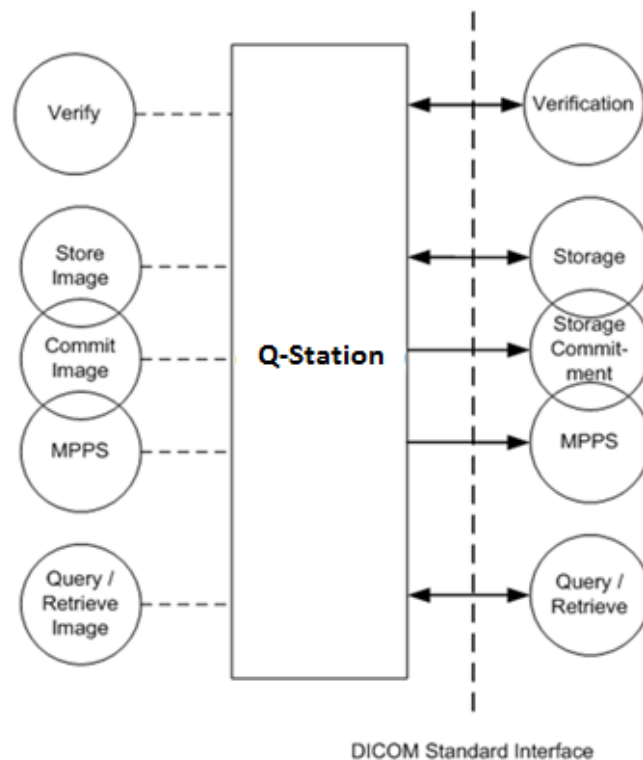 Verify
Verification
Store
Image
Storage
Commit
Image
Q-Station
Storage
Commit-
ment
MPPS
MPPS
Query /
Retrieve
Image
Query /
Retrieve
DICOM Standard Interface